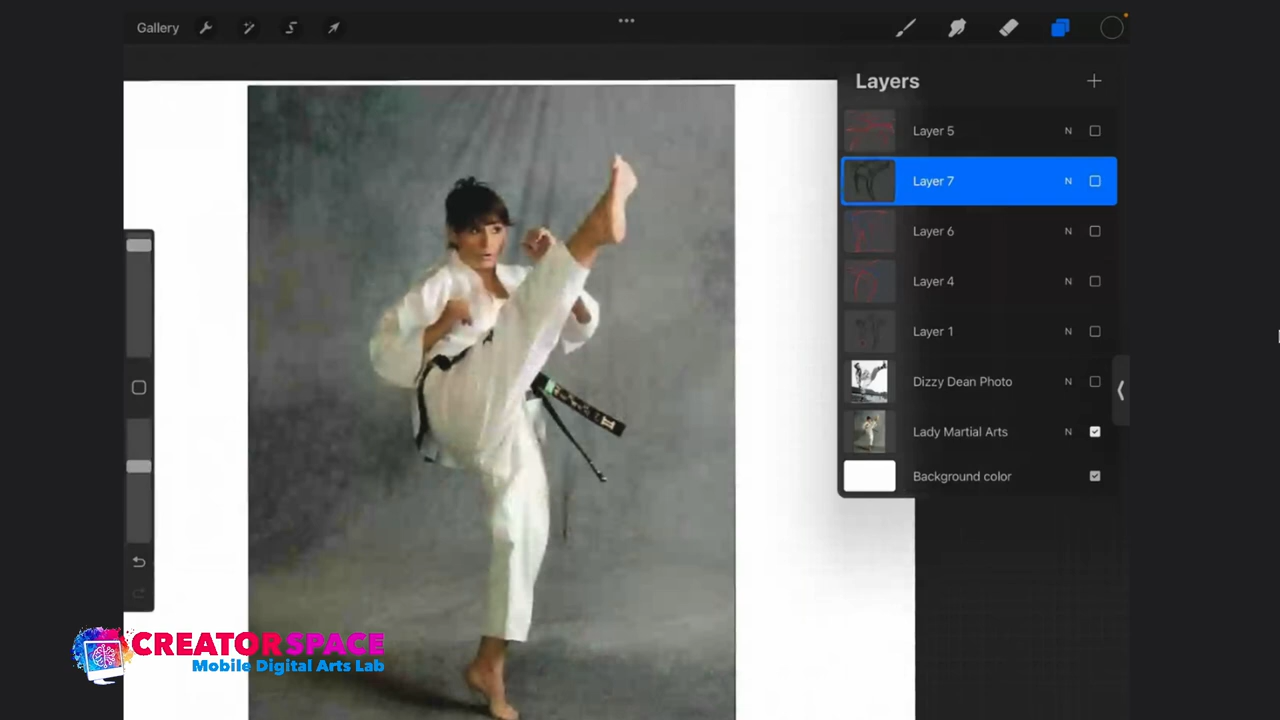 Gallery
Layers
Layer 5 N
Layer 7 N
Layer 6 N
Layer 4 N
Layer 1 N
Dizzy Dean Photo N
Lady Martial Arts N
Background color
CREATOR SPACE
Mobile Digital Arts Lab